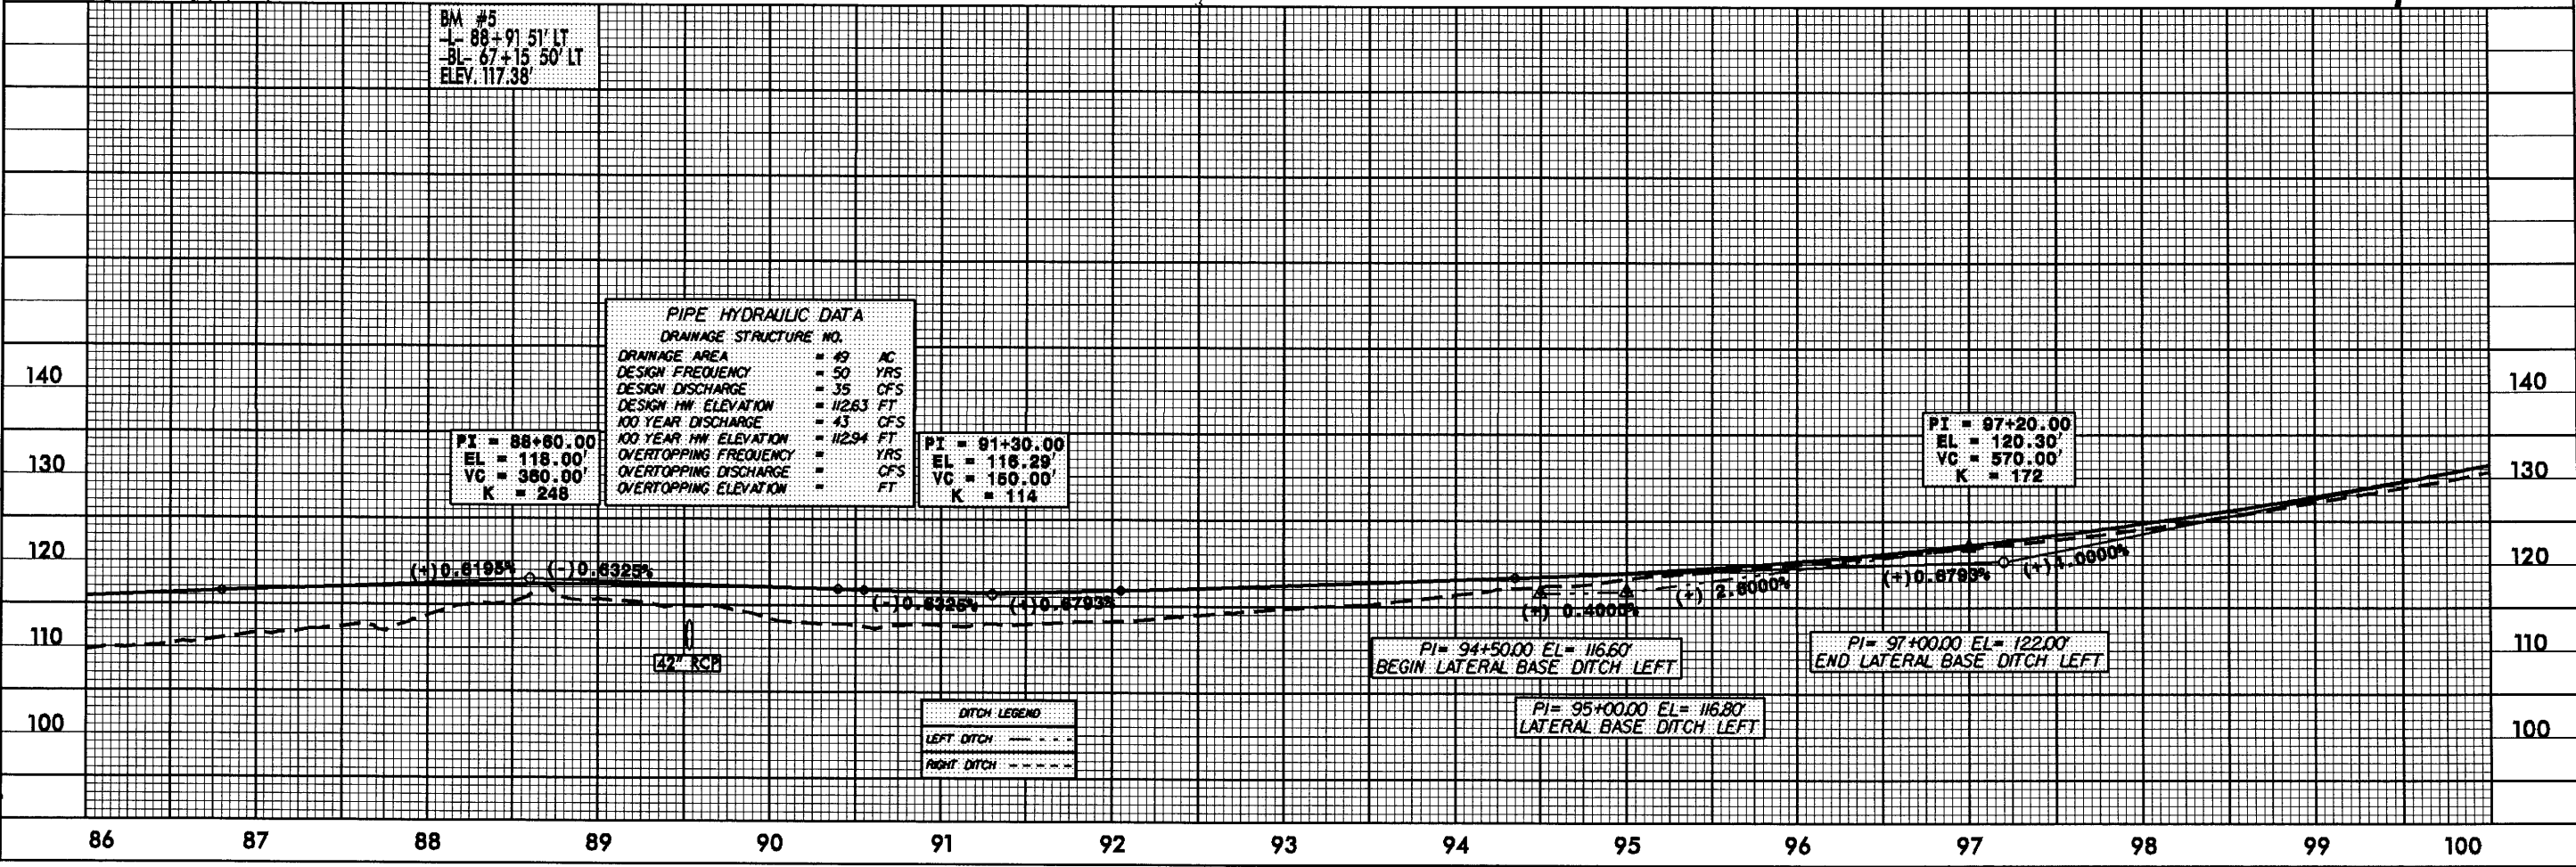 BM #5
-L- 88+91 51' LT
-BL- 67+15 50' LT
ELEV. 117.38'
PIPE HYDRAULIC DATA
DRAINAGE STRUCTURE NO.
DRAINAGE AREA = 49 AC
DESIGN FREQUENCY = 50 YRS
DESIGN DISCHARGE = 35 CFS
DESIGN HW ELEVATION = 112.63 FT
100 YEAR DISCHARGE = 43 CFS
100 YEAR HW ELEVATION = 112.94 FT
OVERTOPPING FREQUENCY = YRS
OVERTOPPING DISCHARGE = CFS
OVERTOPPING ELEVATION = FT
PI = 88+60.00
EL = 118.00'
VC = 360.00'
K = 248
PI = 91+30.00
EL = 116.29'
VC = 150.00'
K = 114
PI = 97+20.00
EL = 120.30'
VC = 570.00'
K = 172
140 140
130 130
120 120
110 110
100 100
(+)0.8195% (-)0.6325%
(-)0.6325% (+)0.6793%
(+) 0.4000% (+) 2.6000%
(+)0.6793% (+)4.0000%
42" RCP
PI= 94+50.00 EL= 116.60'
BEGIN LATERAL BASE DITCH LEFT
PI= 97+00.00 EL= 122.00'
END LATERAL BASE DITCH LEFT
PI= 95+00.00 EL= 116.80'
LATERAL BASE DITCH LEFT
DITCH LEGEND
LEFT DITCH
RIGHT DITCH
86 87 88 89 90 91 92 93 94 95 96 97 98 99 100